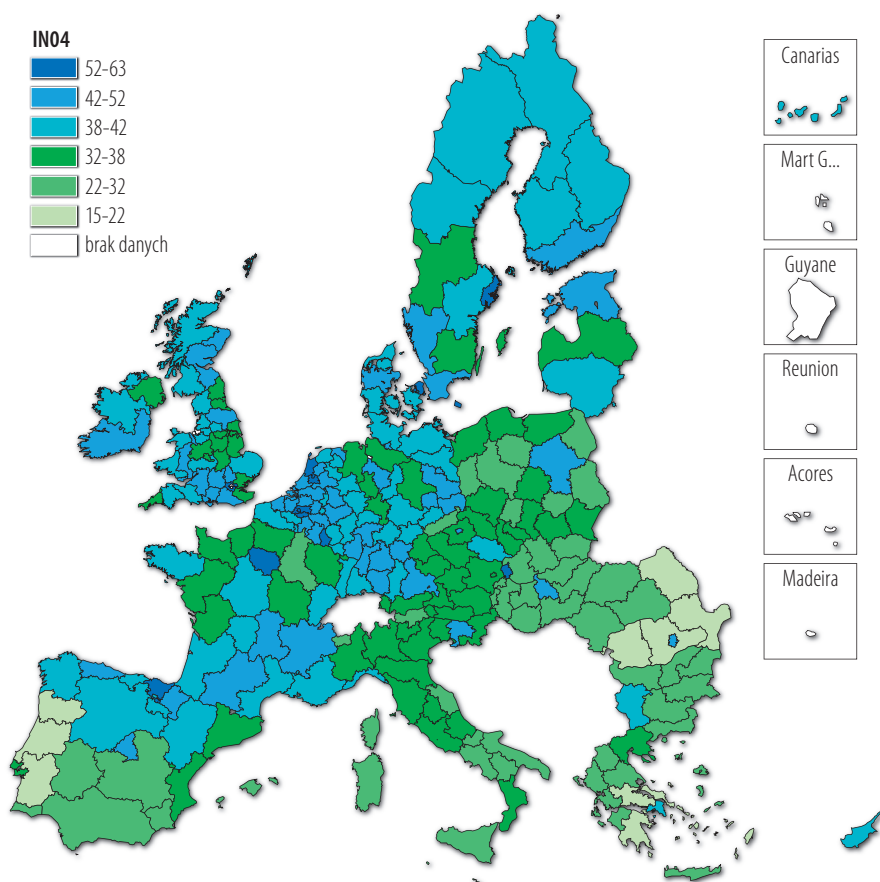 IN04
52-63
42-52
38-42
32-38
22-32
15-22
brak danych
Canarias
Mart G...
Guyane
Reunion
Acores
Madeira